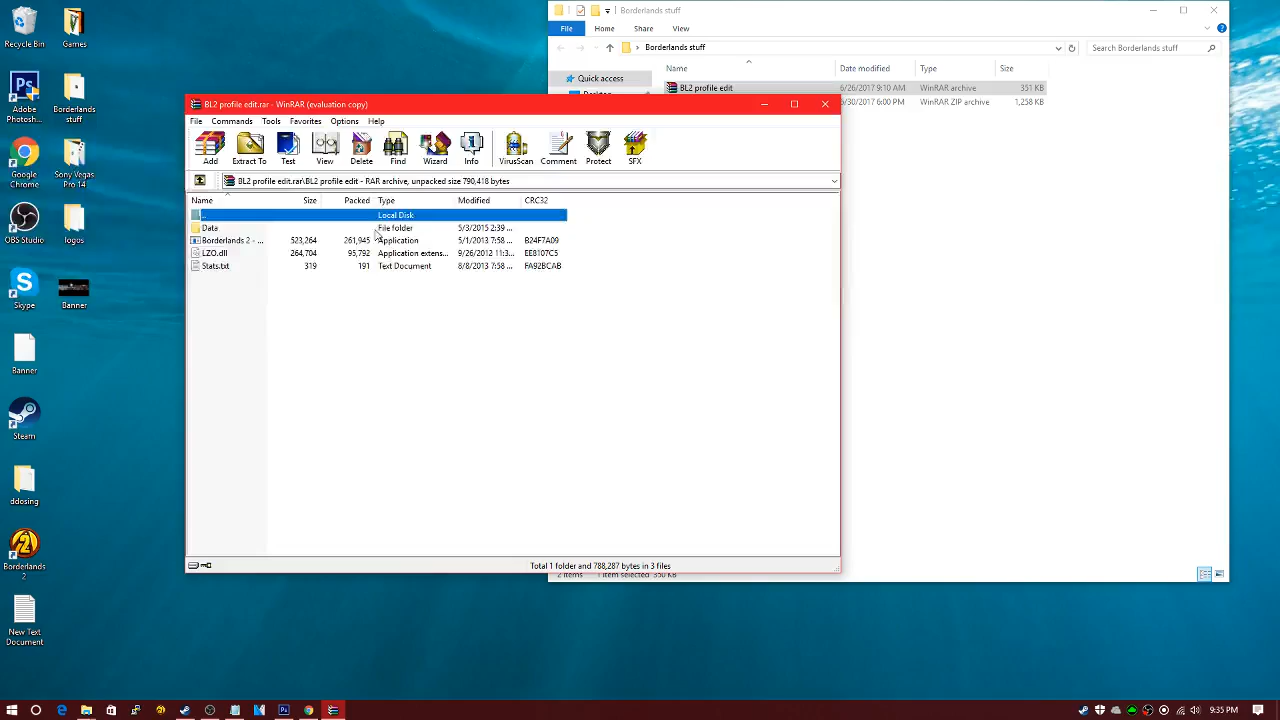 Borderlands stuff
File
Home
Share
View
Borderlands stuff
Search Borderlands stuff
Quick access
Name
Date modified
Type
Size
BL2 profile edit
6/26/2017 9:10 AM
WinRAR archive
351 KB
/30/2017 6:00 PM
WinRAR ZIP archive
1,258 KB
BL2 profile edit.rar - WinRAR (evaluation copy)
File
Commands
Tools
Favorites
Options
Help
Add
Extract To
Test
View
Delete
Find
Wizard
Info
VirusScan
Comment
Protect
SFX
BL2 profile edit.rar\BL2 profile edit - RAR archive, unpacked size 790,418 bytes
Name
Size
Packed
Type
Modified
CRC32
..
Local Disk
Data
File folder
5/3/2015 2:39 ...
Borderlands 2 - ...
523,264
261,945
Application
5/1/2013 7:58 ...
B24F7A09
LZO.dll
264,704
95,792
Application extens...
9/26/2012 11:3...
EE8107C5
Stats.txt
319
191
Text Document
8/8/2013 7:58 ...
FA92BCAB
Total 1 folder and 788,287 bytes in 3 files
Recycle Bin
Games
Adobe
Photosh...
Borderlands
stuff
Google
Chrome
Sony Vegas
Pro 14
OBS Studio
logos
Skype
Banner
Banner
Steam
ddosing
Borderlands
2
New Text
Document
9:35 PM